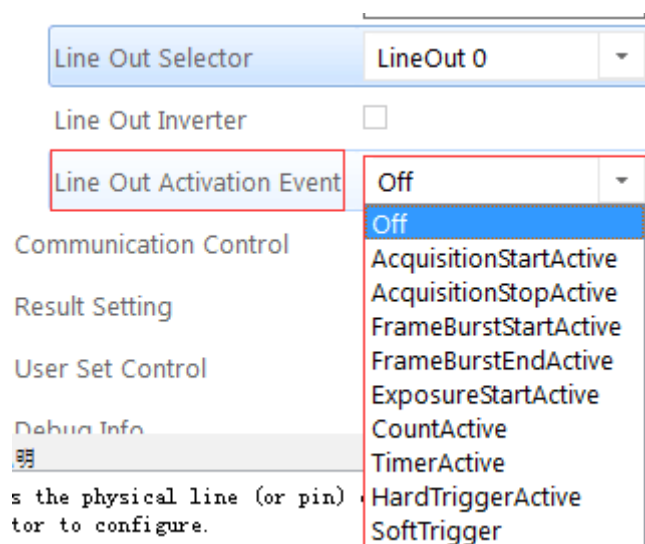 Line Out Selector LineOut 0
Line Out Inverter
Line Out Activation Event Off
Off
AcquisitionStartActive
AcquisitionStopActive
FrameBurstStartActive
FrameBurstEndActive
ExposureStartActive
CountActive
TimerActive
HardTriggerActive
SoftTrigger
Communication Control
Result Setting
User Set Control
Debug Info
明
s the physical line (or pin)
tor to configure.